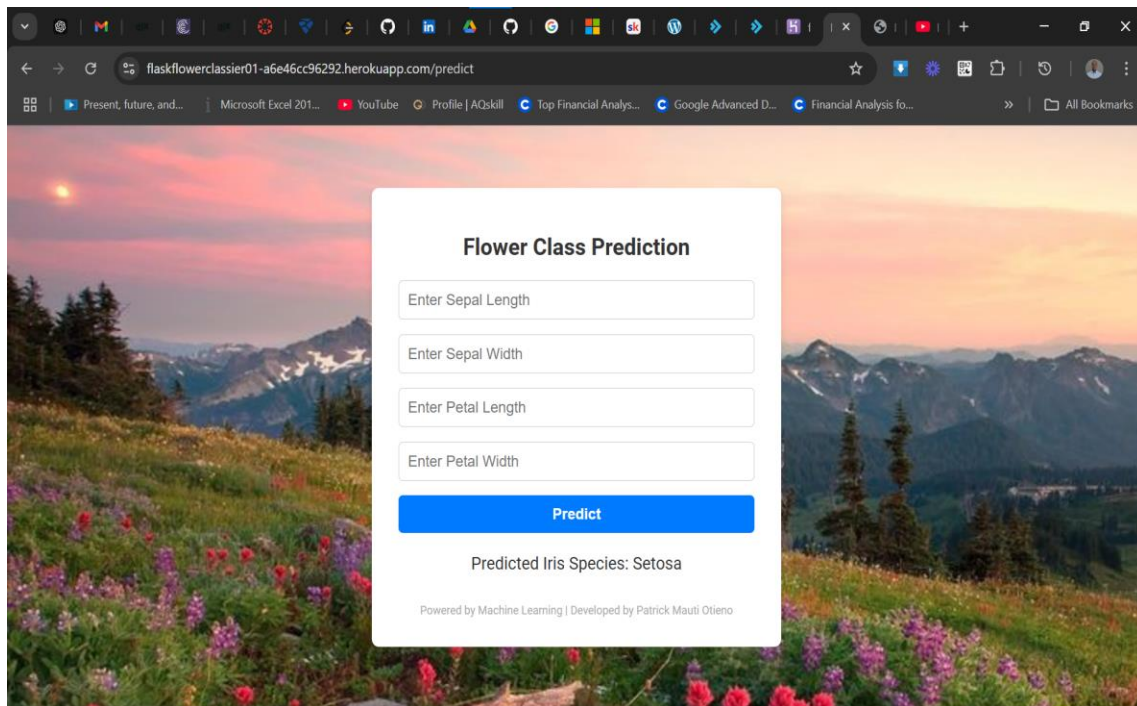 in
sk
flaskflowerclassier01-a6e46cc96292.herokuapp.com/predict
Present, future, and...
Microsoft Excel 201...
YouTube
Profile | AQskill
Top Financial Analys...
Google Advanced D...
Financial Analysis fo...
»
All Bookmarks
Flower Class Prediction
Enter Sepal Length
Enter Sepal Width
Enter Petal Length
Enter Petal Width
Predict
Predicted Iris Species: Setosa
Powered by Machine Learning | Developed by Patrick Mauti Otieno